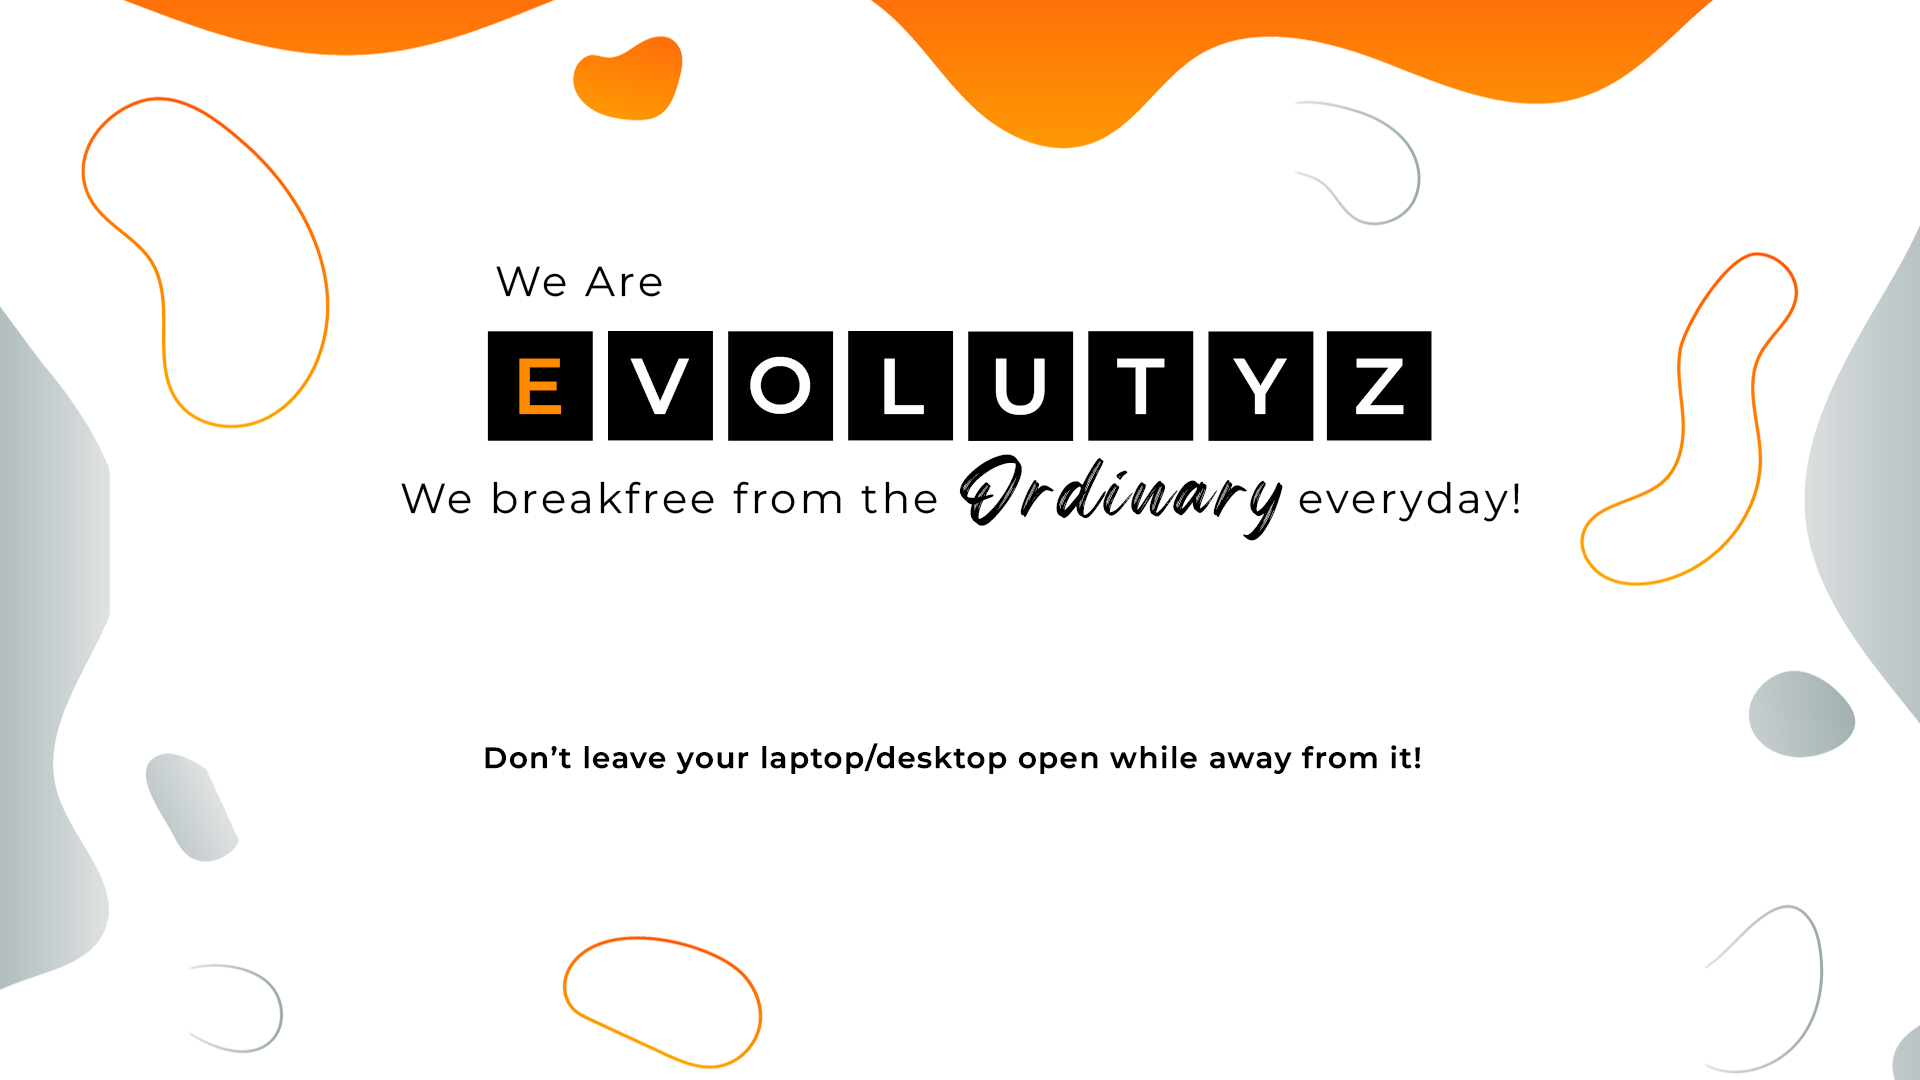 We Are
EVOLUTYZ
We breakfree from the Ordinary everyday!
Don’t leave your laptop/desktop open while away from it!